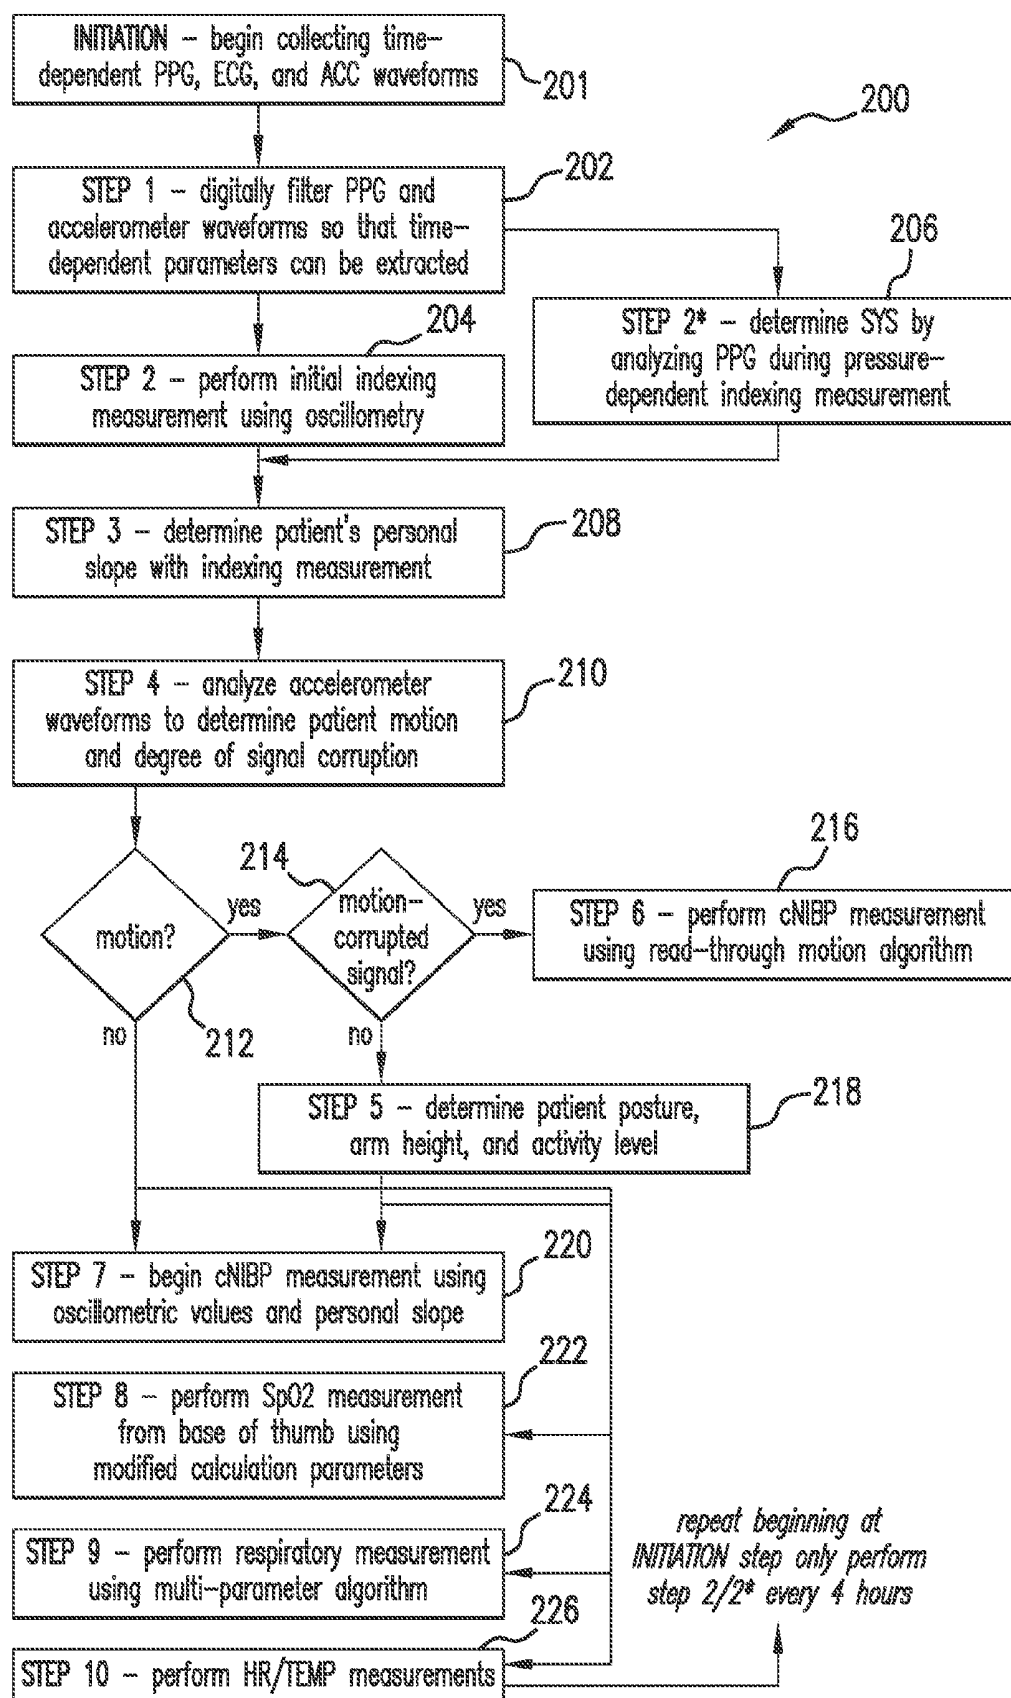 INITIATION – begin collecting time–
dependent PPG, ECG, and ACC waveforms
201
200
STEP 1 – digitally filter PPG and
accelerometer waveforms so that time–
dependent parameters can be extracted
202
206
STEP 2* – determine SYS by
analyzing PPG during pressure–
dependent indexing measurement
204
STEP 2 – perform initial indexing
measurement using oscillometry
STEP 3 – determine patient's personal
slope with indexing measurement
208
STEP 4 – analyze accelerometer
waveforms to determine patient motion
and degree of signal corruption
210
motion?
212
yes
no
214
motion–
corrupted
signal?
yes
no
216
STEP 6 – perform cNIBP measurement
using read–through motion algorithm
STEP 5 – determine patient posture,
arm height, and activity level
218
STEP 7 – begin cNIBP measurement using
oscillometric values and personal slope
220
STEP 8 – perform SpO2 measurement
from base of thumb using
modified calculation parameters
222
STEP 9 – perform respiratory measurement
using multi–parameter algorithm
224
STEP 10 – perform HR/TEMP measurements
226
repeat beginning at
INITIATION step only perform
step 2/2* every 4 hours